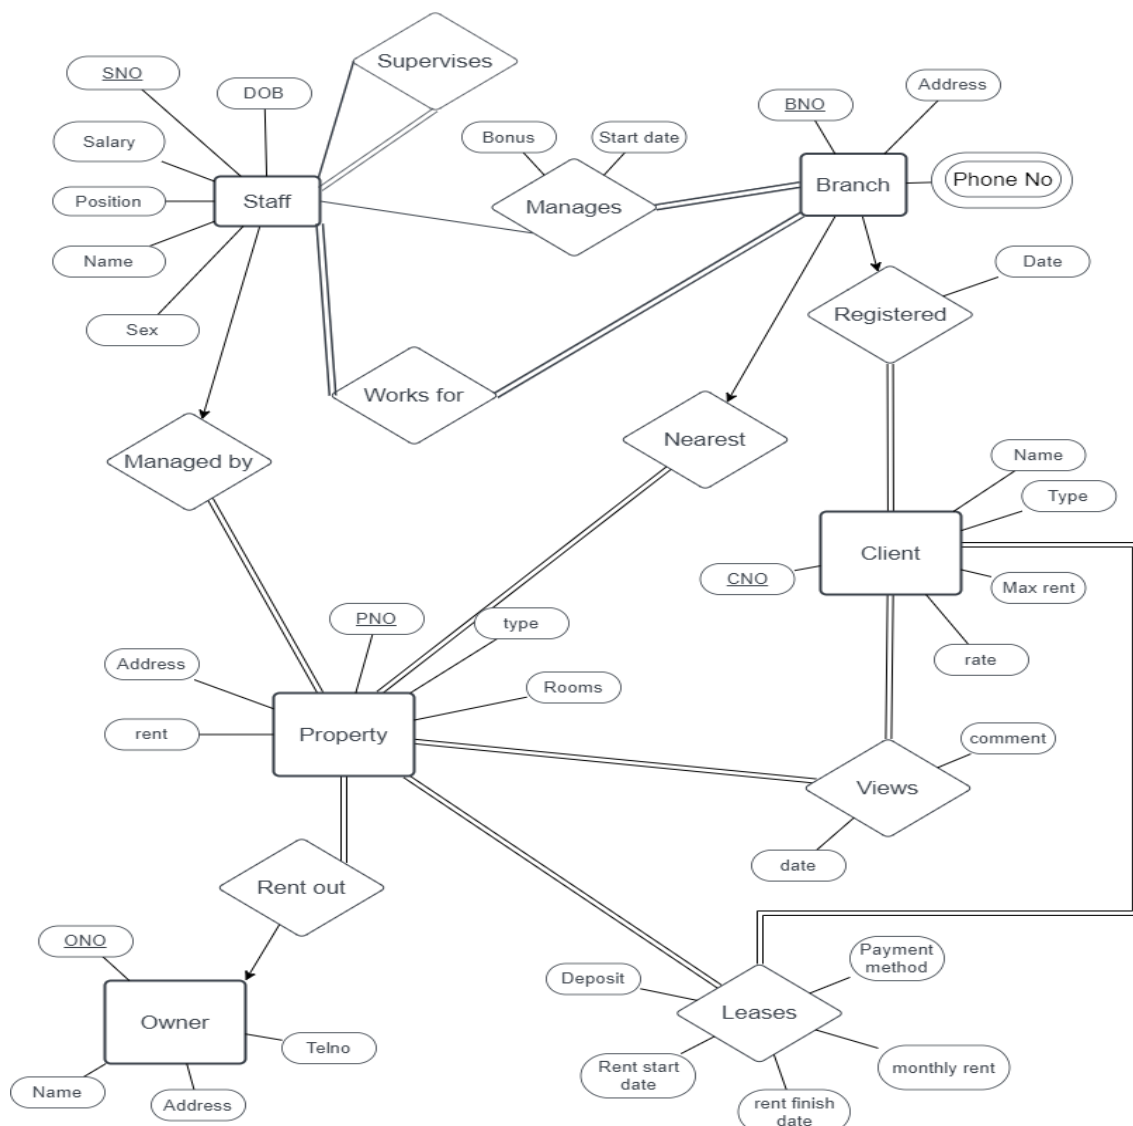 Supervises
SNO
DOB
Address
BNO
Salary
Bonus
Start date
Branch
Phone No
Position
Staff
Manages
Name
Date
Sex
Registered
Works for
Nearest
Managed by
Name
Type
Client
CNO
Max rent
PNO
type
Address
rate
Rooms
rent
Property
comment
Views
date
Rent out
ONO
Payment
method
Deposit
Owner
Leases
Telno
Rent start
date
monthly rent
Name
Address
rent finish
date